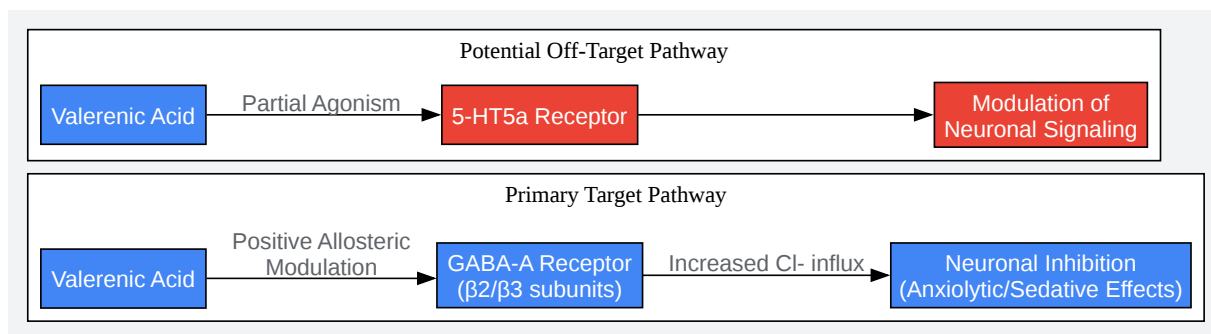 Potential Off-Target Pathway
Valerenic Acid
Partial Agonism
5-HT5a Receptor
Modulation of
Neuronal Signaling
Primary Target Pathway
Valerenic Acid
Positive Allosteric
Modulation
GABA-A Receptor
(β2/β3 subunits)
Increased Cl- influx
Neuronal Inhibition
(Anxiolytic/Sedative Effects)